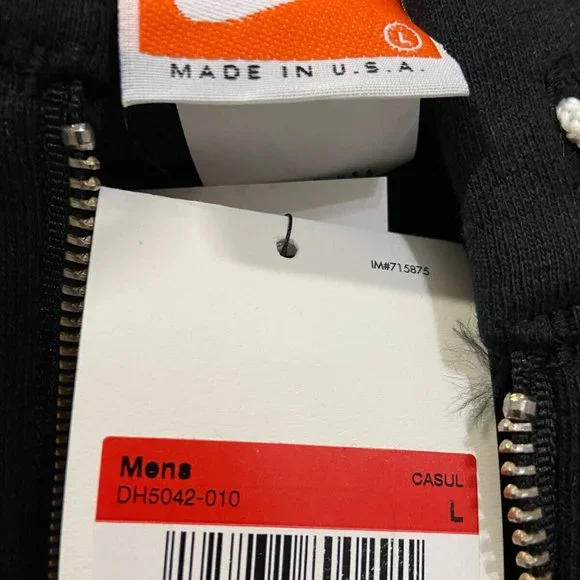 L
MADE IN U.S.A.
IM#715875
Mens
CASUL
DH5042-010
L